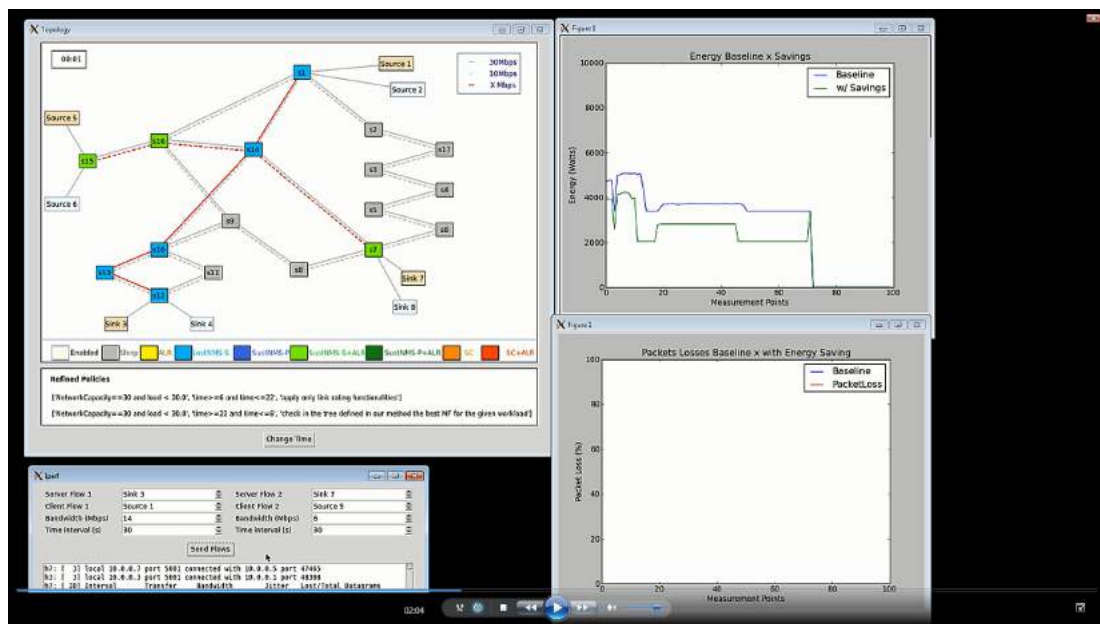 Topology
00:01
30Mbps
10Mbps
X Mbps
Source 1
Source 2
Source 5
Source 6
s1
s2
s17
s3
s4
s5
s6
s7
s8
s9
s16
s15
s14
s10
s11
s13
s12
Sink 7
Sink 8
Sink 3
Sink 4
Enabled Sleep ALR SustNMS-S SustNMS-P SustNMS-S+ALR SustNMS-P+ALR SC SC+ALR
Refined Policies
['NetworkCapacity==30 and load < 30.0', 'time>=6 and time<=22', 'apply only link rating functionalities']
['NetworkCapacity==30 and load < 30.0', 'time>=22 and time<=6', 'check in the tree defined in our method the best NF for the given workload']
Change Time
Iperf
Server Flow 1 Sink 3 Server Flow 2 Sink 7
Client Flow 1 Source 1 Client Flow 2 Source 5
Bandwidth (Mbps) 14 Bandwidth (Mbps) 6
Time Interval (s) 30 Time Interval (s) 30
Send Flows
h7: [ 3] local 10.0.0.7 port 5001 connected with 10.0.0.5 port 47465
h3: [ 3] local 10.0.0.3 port 5001 connected with 10.0.0.1 port 48398
h7: [ ID] Interval Transfer Bandwidth Jitter Lost/Total Datagrams
Figure 1
Energy Baseline x Savings
Baseline
w/ Savings
Energy (Watts)
10000
8000
6000
4000
2000
0
0 20 40 60 80 100
Measurement Points
Figure 1
Packets Losses Baseline x with Energy Saving
Baseline
PacketLoss
Packet Loss (%)
100
80
60
40
20
0
0 20 40 60 80 100
Measurement Points
02:04